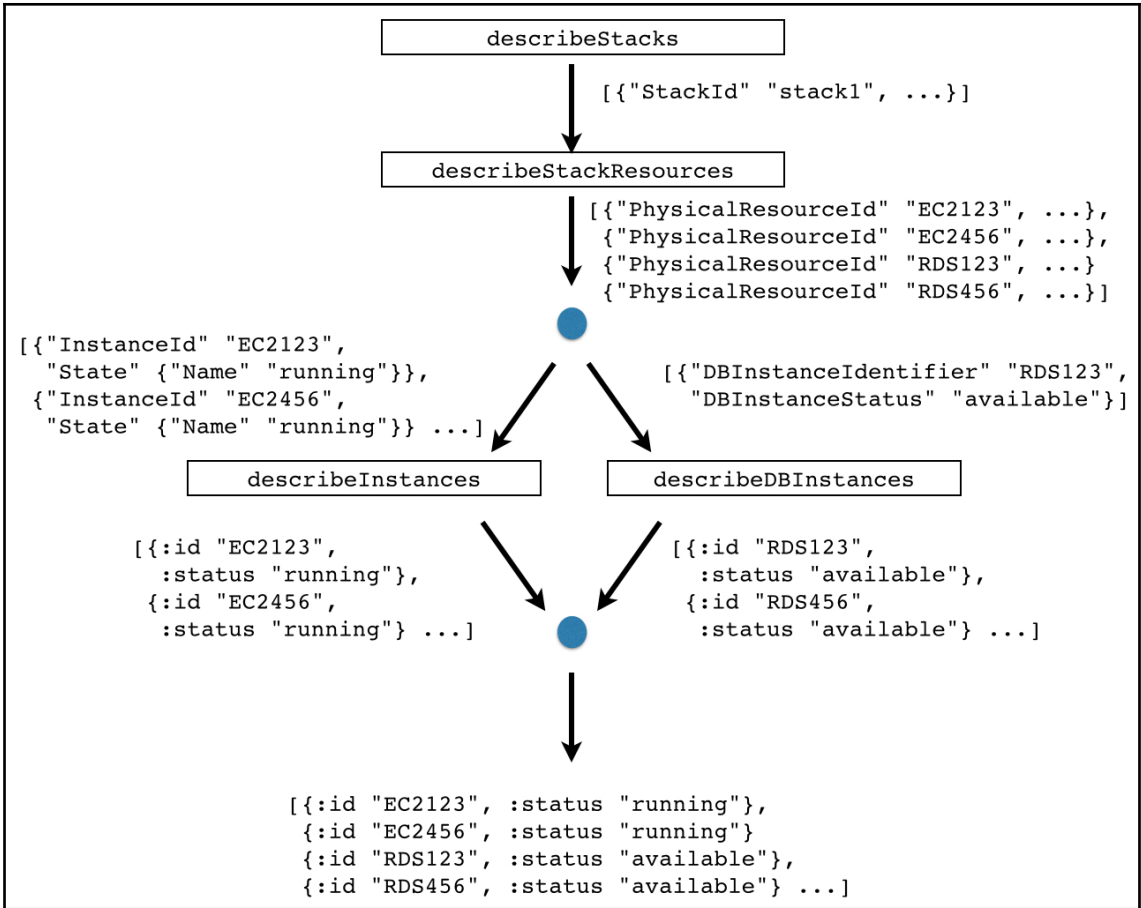 describeStacks
[{"StackId" "stack1", ...}]
describeStackResources
[{"PhysicalResourceId" "EC2123", ...},
{"PhysicalResourceId" "EC2456", ...},
{"PhysicalResourceId" "RDS123", ...}
{"PhysicalResourceId" "RDS456", ...}]
[{"InstanceId" "EC2123",
"State" {"Name" "running"}},
{"InstanceId" "EC2456",
"State" {"Name" "running"}} ...]
[{"DBInstanceIdentifier" "RDS123",
"DBInstanceStatus" "available"}]
describeInstances
describeDBInstances
[{:id "EC2123",
:status "running"},
{:id "EC2456",
:status "running"} ...]
[{:id "RDS123",
:status "available"},
{:id "RDS456",
:status "available"} ...]
[{:id "EC2123", :status "running"},
{:id "EC2456", :status "running"}
{:id "RDS123", :status "available"},
{:id "RDS456", :status "available"} ...]